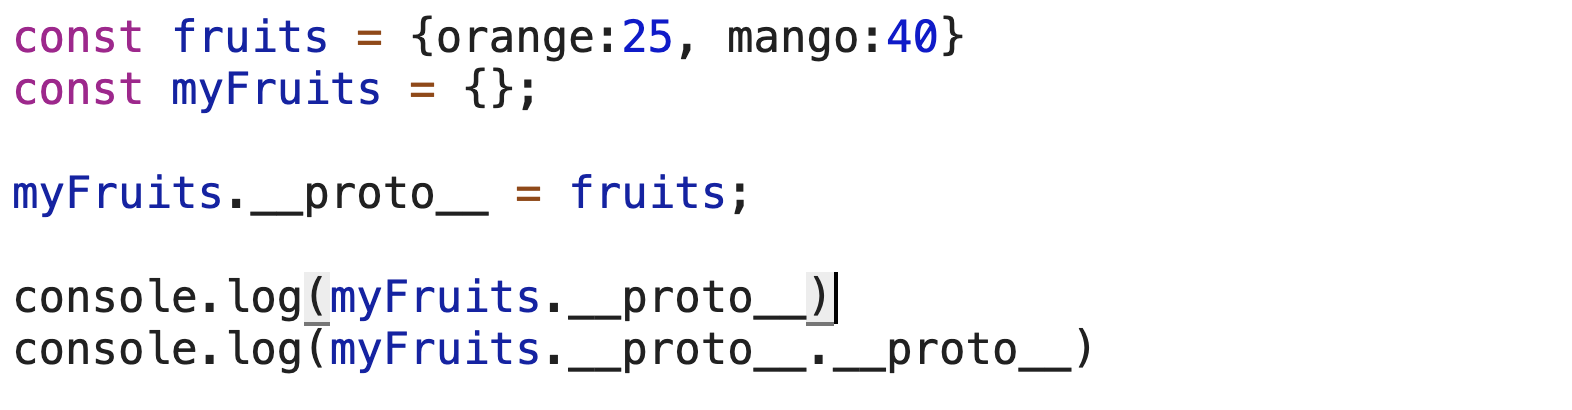 const fruits = {orange:25, mango:40}
const myFruits = {};
myFruits.__proto__ = fruits;
console.log(myFruits.__proto__)
console.log(myFruits.__proto__.__proto__)